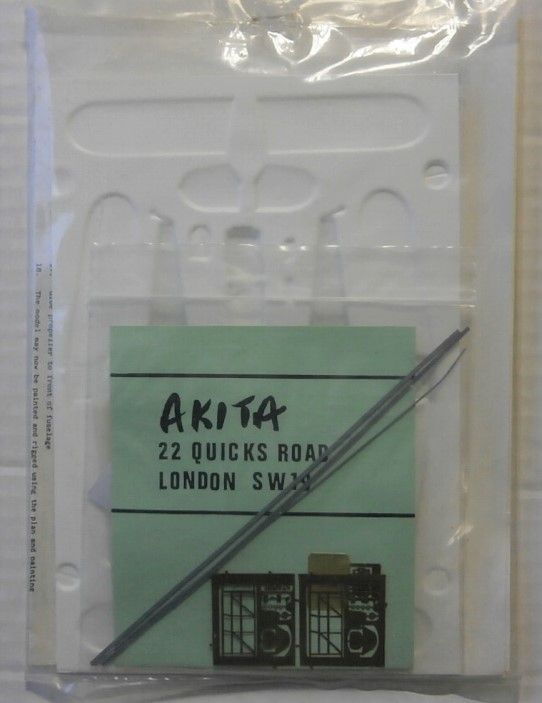 AKITA
22 QUICKS ROAD
LONDON SW19
propeller to front of fuselage
18. The model may now be painted and rigged using the plan and painting